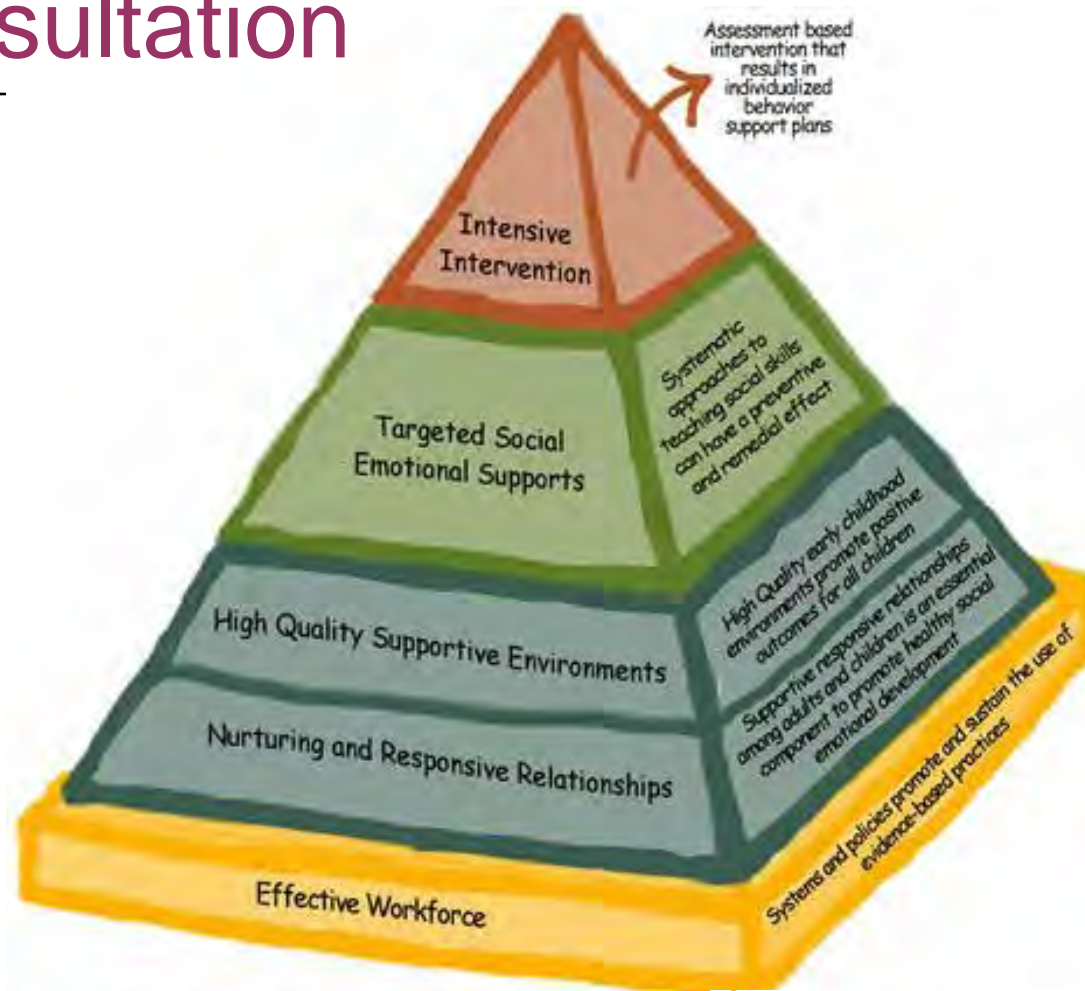 sultation
Assessment based
intervention that
results in
individualized
behavior
support plans
Intensive
Intervention
Systematic
approaches to
teaching social skills
can have a preventive
and remedial effect
Targeted Social
Emotional Supports
High Quality early childhood
environments promote positive
outcomes for all children
High Quality Supportive Environments
Supportive responsive relationships
among adults and children is an essential
component to promote healthy social
emotional development
Nurturing and Responsive Relationships
Systems and policies promote and sustain the use of
evidence-based practices
Effective Workforce